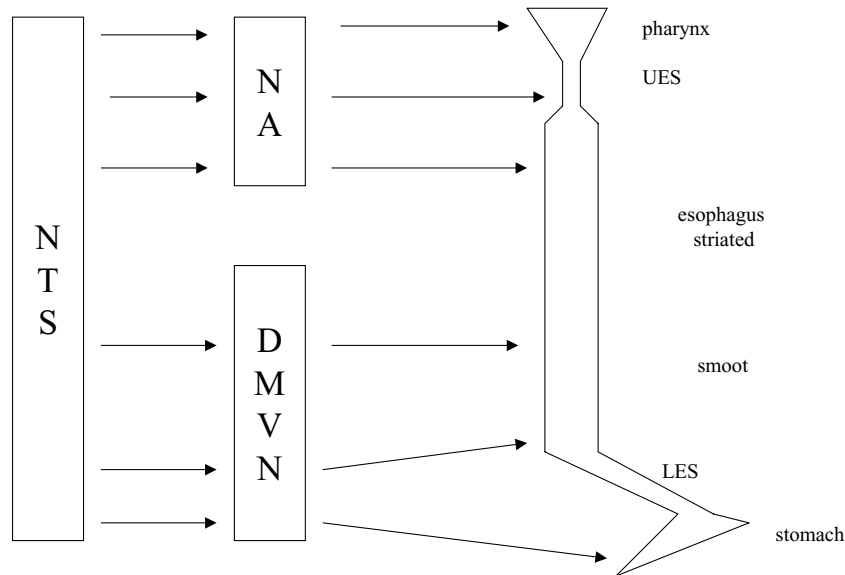 N
T
S
N
A
D
M
V
N
pharynx
UES
esophagus
striated
smoot
LES
stomach